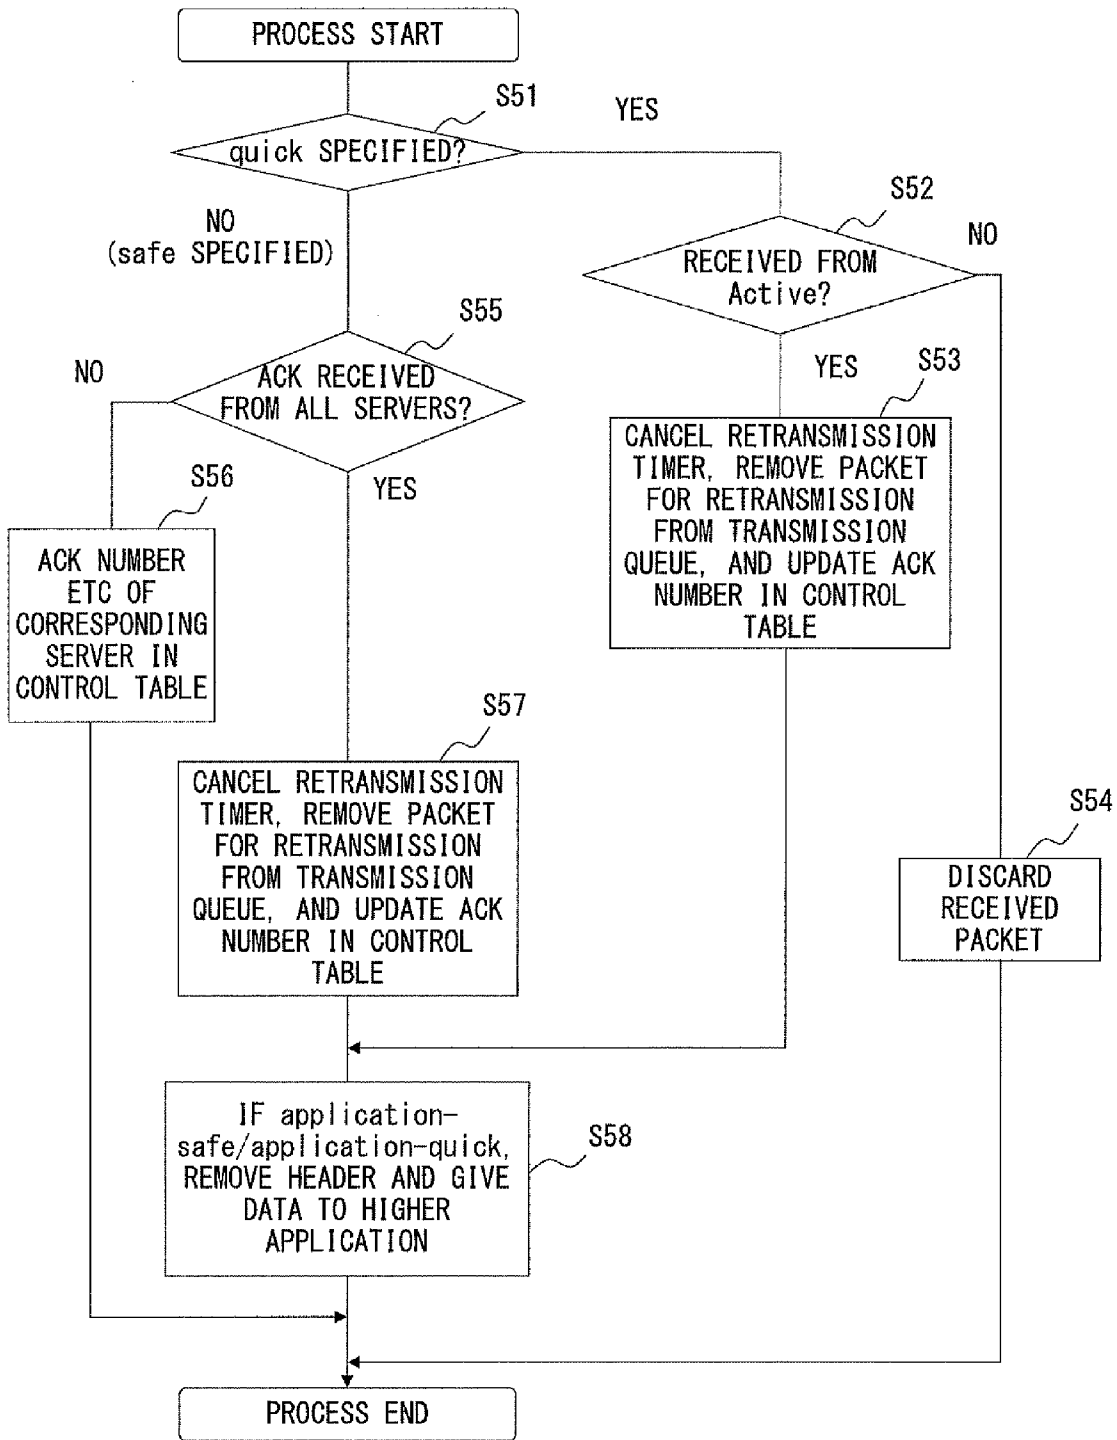 PROCESS START
S51
YES
quick SPECIFIED?
NO
(safe SPECIFIED)
S52
NO
RECEIVED FROM
Active?
YES
S53
CANCEL RETRANSMISSION
TIMER, REMOVE PACKET
FOR RETRANSMISSION
FROM TRANSMISSION
QUEUE, AND UPDATE ACK
NUMBER IN CONTROL
TABLE
S55
NO
ACK RECEIVED
FROM ALL SERVERS?
YES
S56
ACK NUMBER
ETC OF
CORRESPONDING
SERVER IN
CONTROL TABLE
S57
CANCEL RETRANSMISSION
TIMER, REMOVE PACKET
FOR RETRANSMISSION
FROM TRANSMISSION
QUEUE, AND UPDATE ACK
NUMBER IN CONTROL
TABLE
S54
DISCARD
RECEIVED
PACKET
IF application-
safe/application-quick,
REMOVE HEADER AND GIVE
DATA TO HIGHER
APPLICATION
S58
PROCESS END